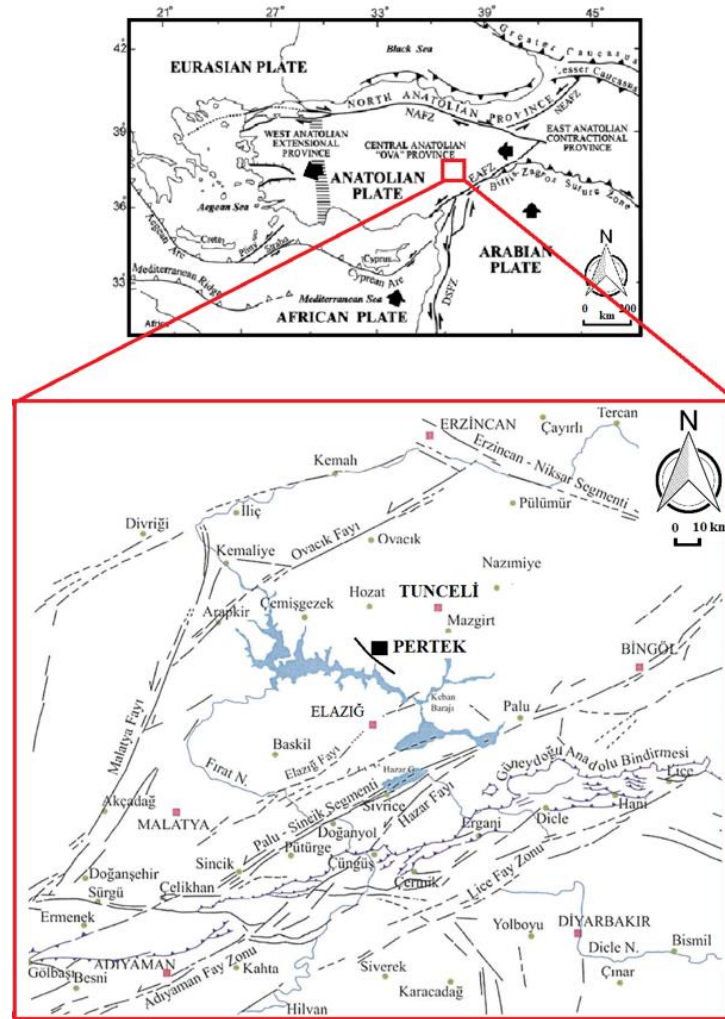 21° 27° 33° 39° 45°
42
39
36
33
EURASIAN PLATE
Black Sea
Greater Caucasus
Lesser Caucasus
NORTH ANATOLIAN PROVINCE
NAFZ
NEAFZ
WEST ANATOLIAN
EXTENSIONAL
PROVINCE
CENTRAL ANATOLIAN
"OVA" PROVINCE
EAST ANATOLIAN
CONTRACTIONAL
PROVINCE
ANATOLIAN
PLATE
EAFZ
Bitlis-Zagros Suture Zone
Aegean Sea
Aegean Arc
Crete
Pliny
Strabo
Cyprus
Cyprean Arc
DSFZ
ARABIAN
PLATE
Mediterranean Ridge
Mediterranean Sea
AFRICAN PLATE
Africa
N
0 200
km
ERZİNCAN
Çayırlı
Tercan
N
0 10 km
Erzincan - Niksar Segmenti
Kemah
İliç
Pülümür
Divriği
Ovacık Fayı
Ovacık
Kemaliye
Nazımiye
Hozat
TUNCELİ
Arapkir
Çemişgezek
Mazgirt
PERTEK
BİNGÖL
Keban
Barajı
Palu
ELAZIĞ
Malatya Fayı
Baskil
Elazığ Fayı
Fırat N.
Hazar G.
Güneydoğu Anadolu Bindirmesi
Lice
Palu - Sincik Segmenti
Sivrice
Hazar Fayı
Hani
Akçadağ
MALATYA
Dicle
Doğanyol
Ergani
Pütürge
Çüngüş
Doğanşehir
Sincik
Çermik
Lice Fay Zonu
Sürgü
Çelikhan
Ermenek
Yolboyu
DİYARBAKIR
Dicle N.
Bismil
Gölbaşı
ADIYAMAN
Besni
Adıyaman Fay Zonu
Kahta
Siverek
Karacadağ
Çınar
Hilvan